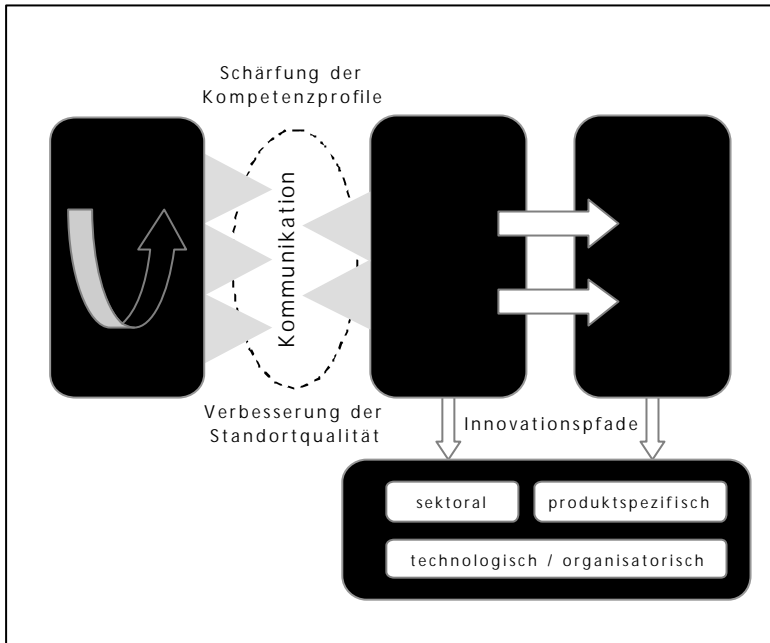 Schärfung der
Kompetenzprofile
Kommunikation
Verbesserung der
Standortqualität
Innovationspfade
sektoral
produktspezifisch
technologisch / organisatorisch